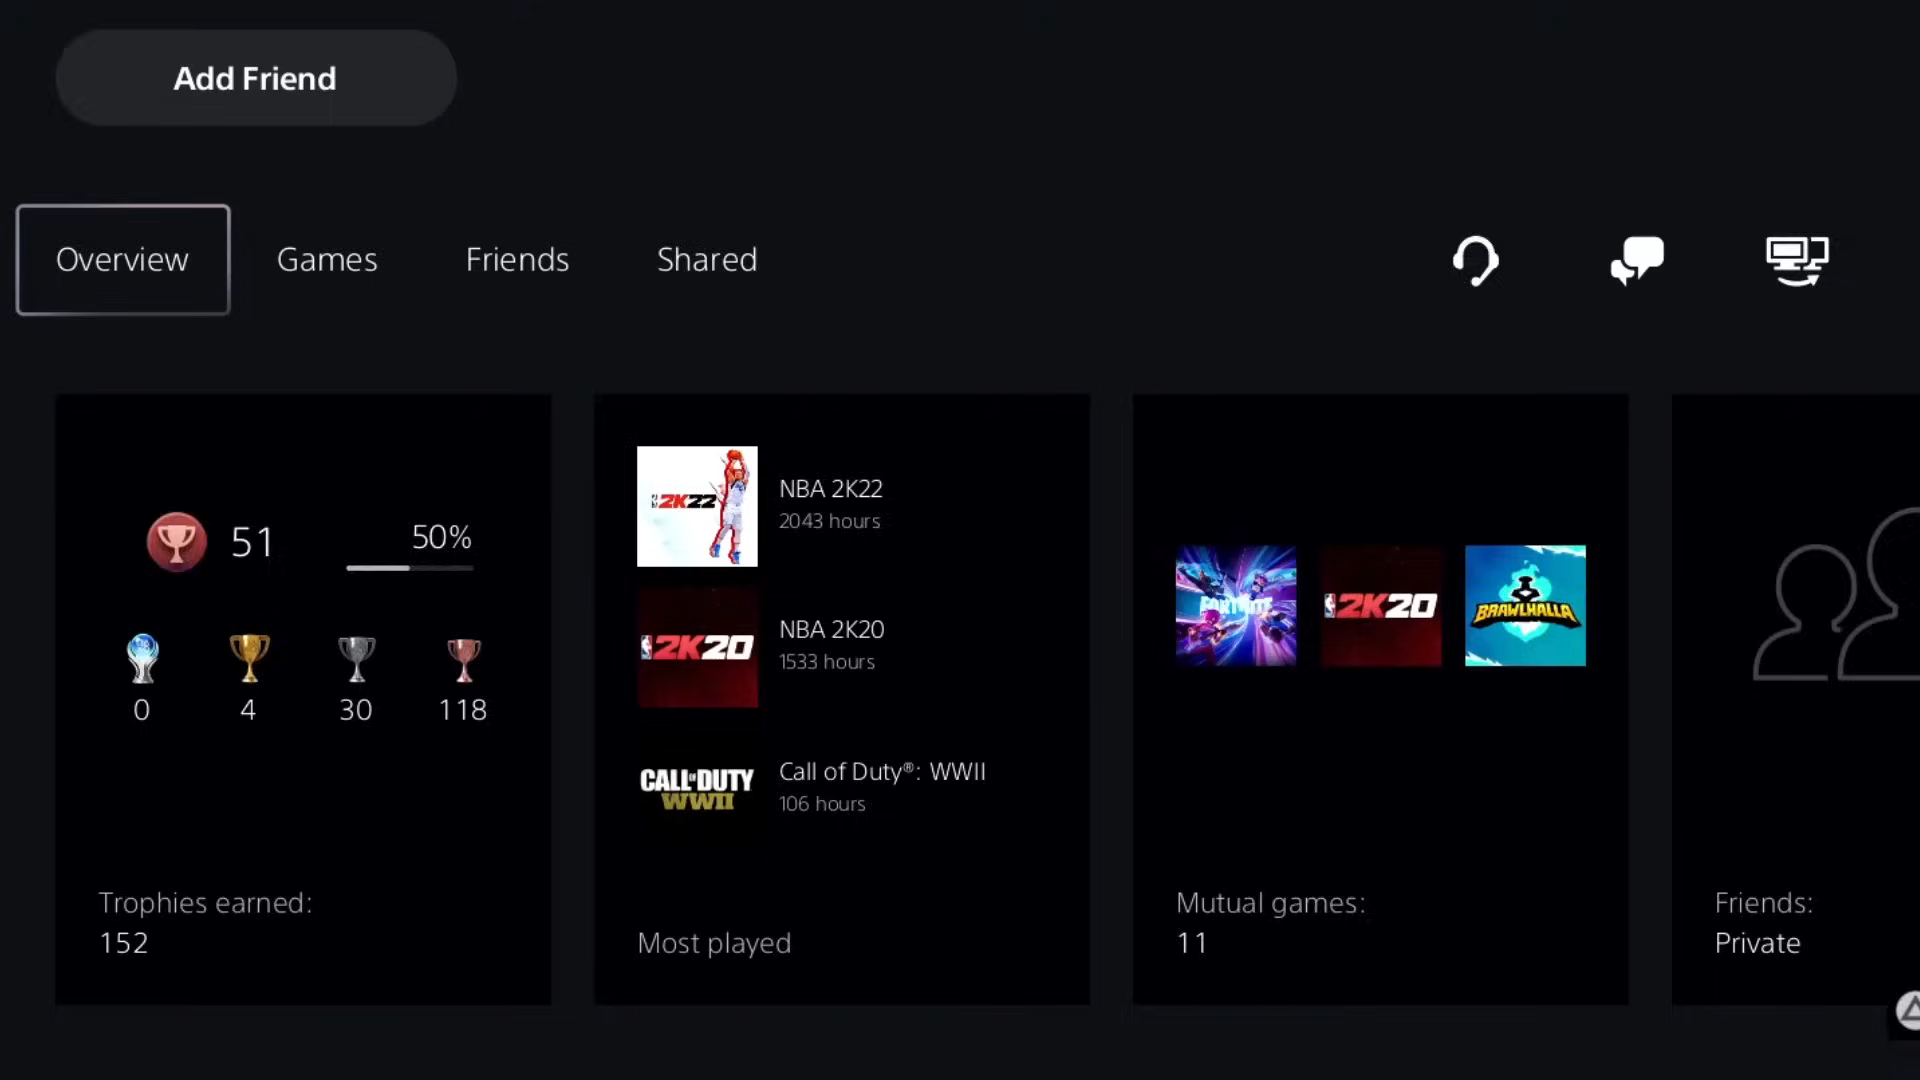 Add Friend
Overview
Games
Friends
Shared
51
50%
0
4
30
118
Trophies earned:
152
2K22
NBA 2K22
2043 hours
2K20
NBA 2K20
1533 hours
CALL OF DUTY
WWII
Call of Duty®: WWII
106 hours
Most played
FORTNITE
2K20
BRAWLHALLA
Mutual games:
11
Friends:
Private